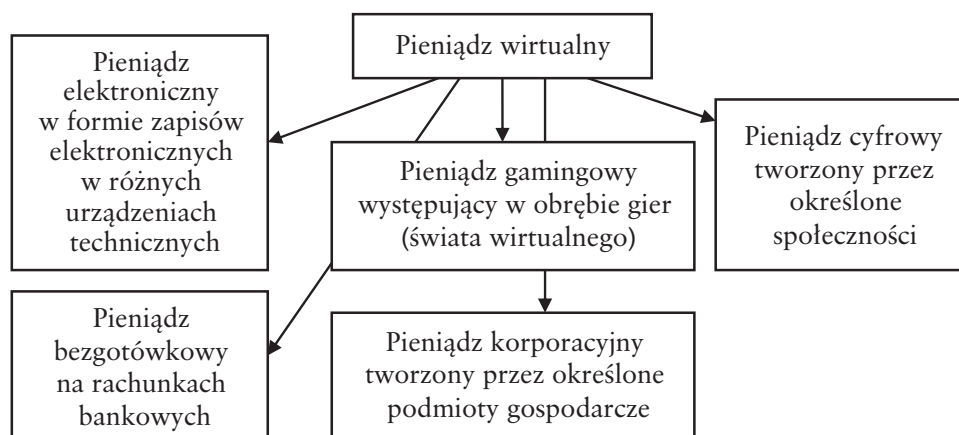 Pieniądz wirtualny
Pieniądz
elektroniczny
w formie zapisów
elektronicznych
w różnych
urządzeniach
technicznych
Pieniądz gamingowy
występujący w obrębie gier
(świata wirtualnego)
Pieniądz cyfrowy
tworzony przez
określone
społeczności
Pieniądz
bezgotówkowy
na rachunkach
bankowych
Pieniądz korporacyjny
tworzony przez określone
podmioty gospodarcze